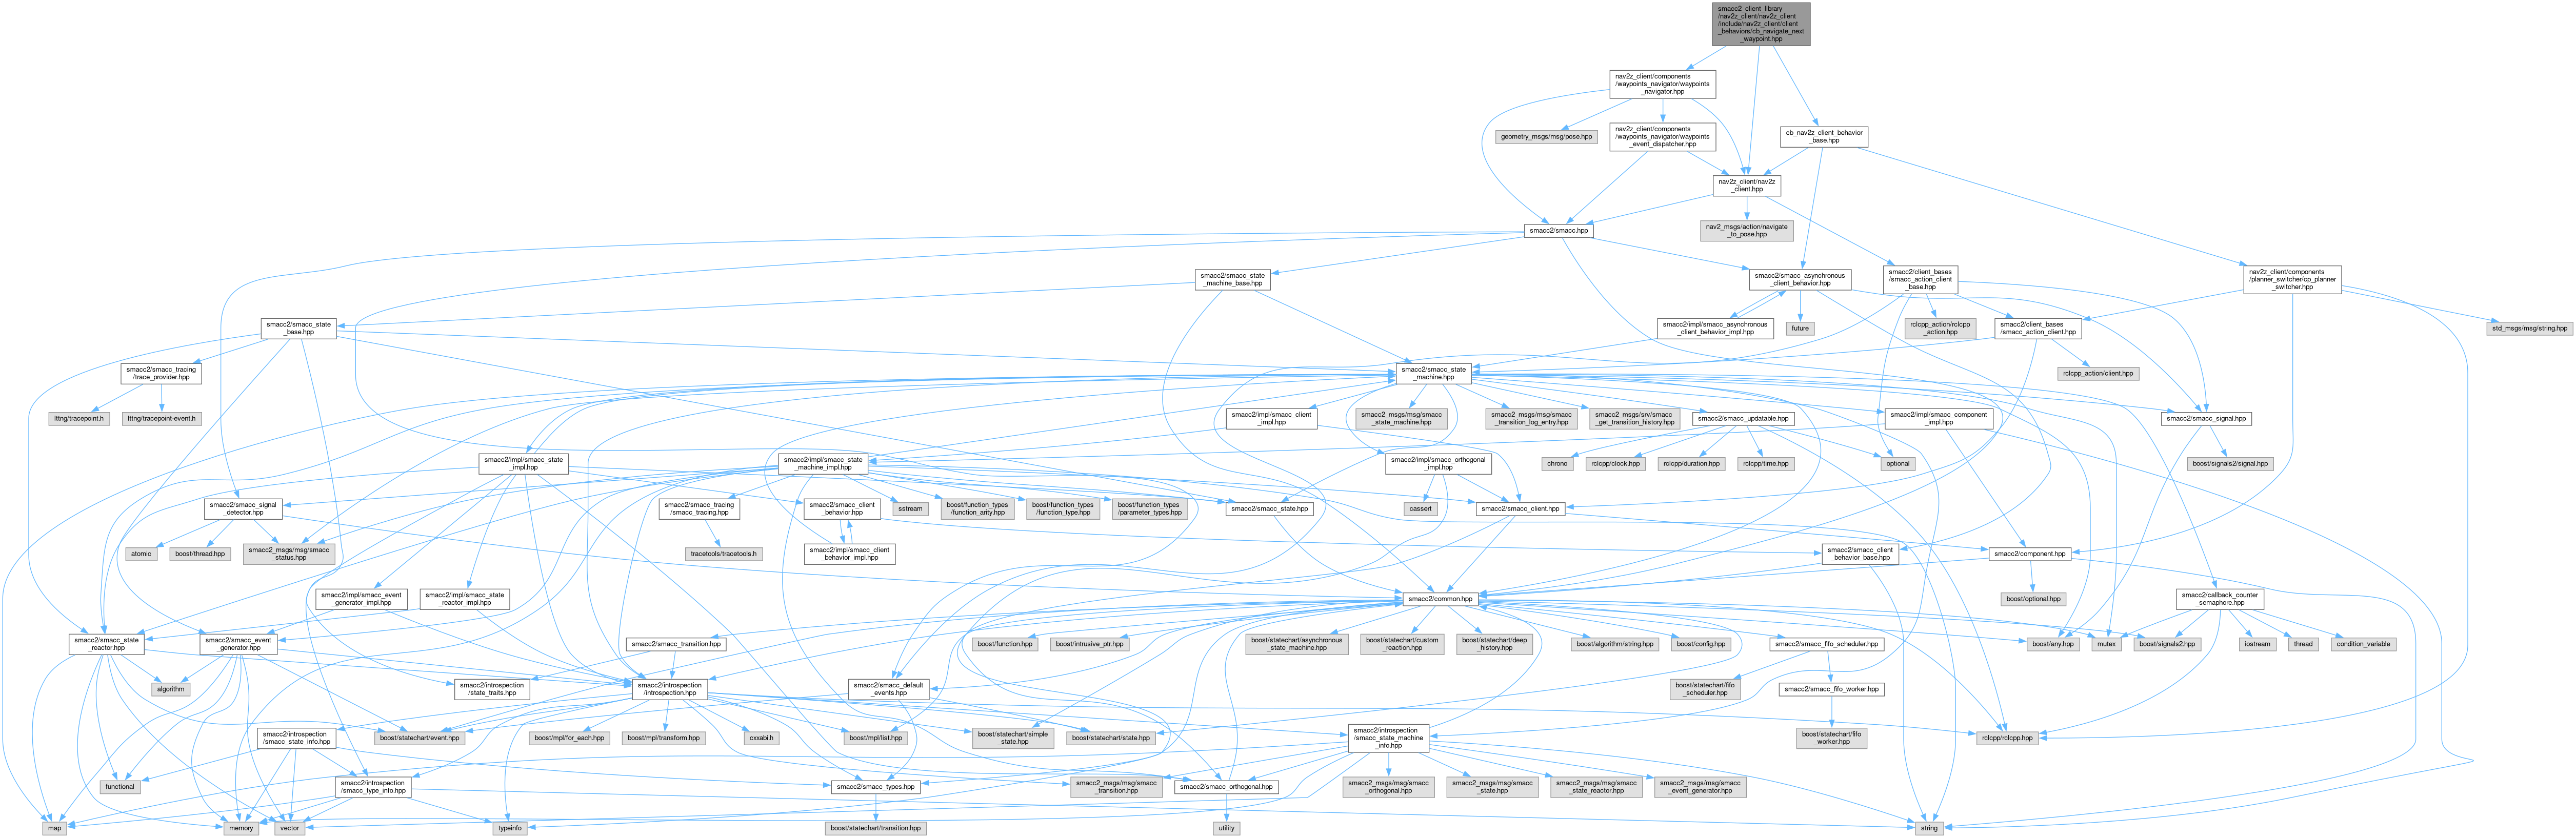 smacc2_client_library
/nav2z_client/nav2z_client
/include/nav2z_client/client
_behaviors/cb_navigate_next
_waypoint.hpp
nav2z_client/components
/waypoints_navigator/waypoints
_navigator.hpp
geometry_msgs/msg/pose.hpp
nav2z_client/components
/waypoints_navigator/waypoints
_event_dispatcher.hpp
cb_nav2z_client_behavior
_base.hpp
nav2z_client/nav2z
_client.hpp
smacc2/smacc.hpp
nav2_msgs/action/navigate
_to_pose.hpp
smacc2/smacc_state
_machine_base.hpp
smacc2/smacc_asynchronous
_client_behavior.hpp
smacc2/client_bases
/smacc_action_client
_base.hpp
nav2z_client/components
/planner_switcher/cp_planner
_switcher.hpp
smacc2/smacc_state
_base.hpp
smacc2/impl/smacc_asynchronous
_client_behavior_impl.hpp
future
rclcpp_action/rclcpp
_action.hpp
smacc2/client_bases
/smacc_action_client.hpp
std_msgs/msg/string.hpp
smacc2/smacc_tracing
/trace_provider.hpp
smacc2/smacc_state
_machine.hpp
rclcpp_action/client.hpp
lttng/tracepoint.h
lttng/tracepoint-event.h
smacc2/impl/smacc_client
_impl.hpp
smacc2_msgs/msg/smacc
_state_machine.hpp
smacc2_msgs/msg/smacc
_transition_log_entry.hpp
smacc2_msgs/srv/smacc
_get_transition_history.hpp
smacc2/smacc_updatable.hpp
smacc2/impl/smacc_component
_impl.hpp
smacc2/smacc_signal.hpp
smacc2/impl/smacc_state
_impl.hpp
smacc2/impl/smacc_state
_machine_impl.hpp
smacc2/impl/smacc_orthogonal
_impl.hpp
chrono
rclcpp/clock.hpp
rclcpp/duration.hpp
rclcpp/time.hpp
optional
boost/signals2/signal.hpp
smacc2/smacc_signal
_detector.hpp
smacc2/smacc_client
_behavior.hpp
smacc2/smacc_tracing
/smacc_tracing.hpp
sstream
boost/function_types
/function_arity.hpp
boost/function_types
/function_type.hpp
boost/function_types
/parameter_types.hpp
smacc2/smacc_state.hpp
cassert
smacc2/smacc_client.hpp
atomic
boost/thread.hpp
smacc2_msgs/msg/smacc
_status.hpp
tracetools/tracetools.h
smacc2/impl/smacc_client
_behavior_impl.hpp
smacc2/smacc_client
_behavior_base.hpp
smacc2/component.hpp
smacc2/impl/smacc_event
_generator_impl.hpp
smacc2/impl/smacc_state
_reactor_impl.hpp
smacc2/common.hpp
boost/optional.hpp
smacc2/callback_counter
_semaphore.hpp
smacc2/smacc_state
_reactor.hpp
smacc2/smacc_event
_generator.hpp
smacc2/smacc_transition.hpp
boost/function.hpp
boost/intrusive_ptr.hpp
boost/statechart/asynchronous
_state_machine.hpp
boost/statechart/custom
_reaction.hpp
boost/statechart/deep
_history.hpp
boost/algorithm/string.hpp
boost/config.hpp
smacc2/smacc_fifo_scheduler.hpp
boost/any.hpp
mutex
boost/signals2.hpp
iostream
thread
condition_variable
algorithm
smacc2/introspection
/state_traits.hpp
smacc2/introspection
/introspection.hpp
smacc2/smacc_default
_events.hpp
boost/statechart/fifo
_scheduler.hpp
smacc2/smacc_fifo_worker.hpp
smacc2/introspection
/smacc_state_info.hpp
boost/statechart/event.hpp
boost/mpl/for_each.hpp
boost/mpl/transform.hpp
cxxabi.h
boost/mpl/list.hpp
boost/statechart/simple
_state.hpp
boost/statechart/state.hpp
smacc2/introspection
/smacc_state_machine
_info.hpp
boost/statechart/fifo
_worker.hpp
rclcpp/rclcpp.hpp
functional
smacc2/introspection
/smacc_type_info.hpp
smacc2/smacc_types.hpp
smacc2_msgs/msg/smacc
_transition.hpp
smacc2/smacc_orthogonal.hpp
smacc2_msgs/msg/smacc
_orthogonal.hpp
smacc2_msgs/msg/smacc
_state.hpp
smacc2_msgs/msg/smacc
_state_reactor.hpp
smacc2_msgs/msg/smacc
_event_generator.hpp
map
memory
vector
typeinfo
boost/statechart/transition.hpp
utility
string